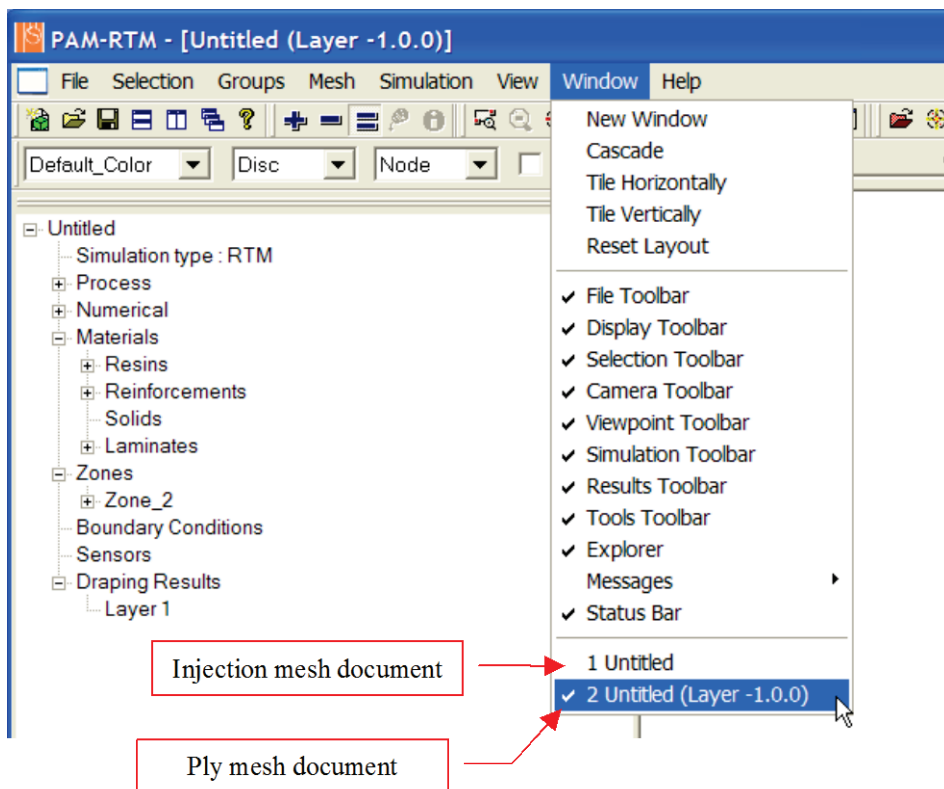 PAM-RTM - [Untitled (Layer -1.0.0)]
File Selection Groups Mesh Simulation View Window Help
Default_Color Disc Node
New Window
Cascade
Tile Horizontally
Tile Vertically
Reset Layout
File Toolbar
Display Toolbar
Selection Toolbar
Camera Toolbar
Viewpoint Toolbar
Simulation Toolbar
Results Toolbar
Tools Toolbar
Explorer
Messages
Status Bar
1 Untitled
2 Untitled (Layer -1.0.0)
Untitled
Simulation type : RTM
Process
Numerical
Materials
Resins
Reinforcements
Solids
Laminates
Zones
Zone_2
Boundary Conditions
Sensors
Draping Results
Layer 1
Injection mesh document
Ply mesh document